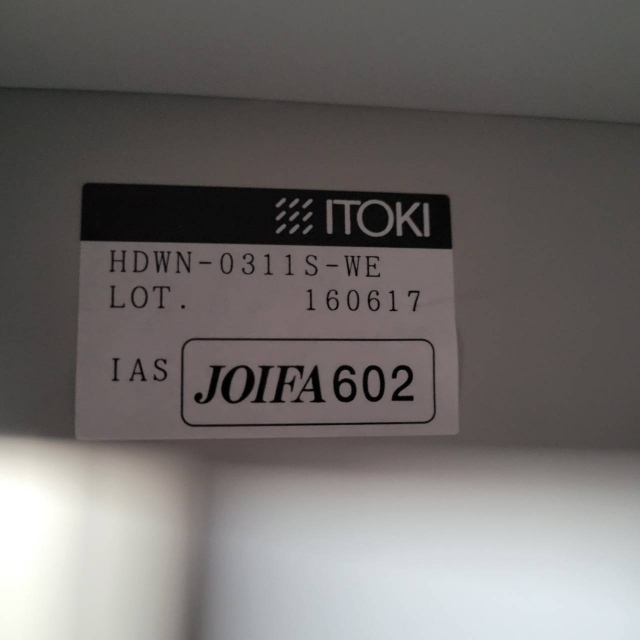 ITOKI
HDWN-0311S-WE
LOT. 160617
IAS JOIFA602